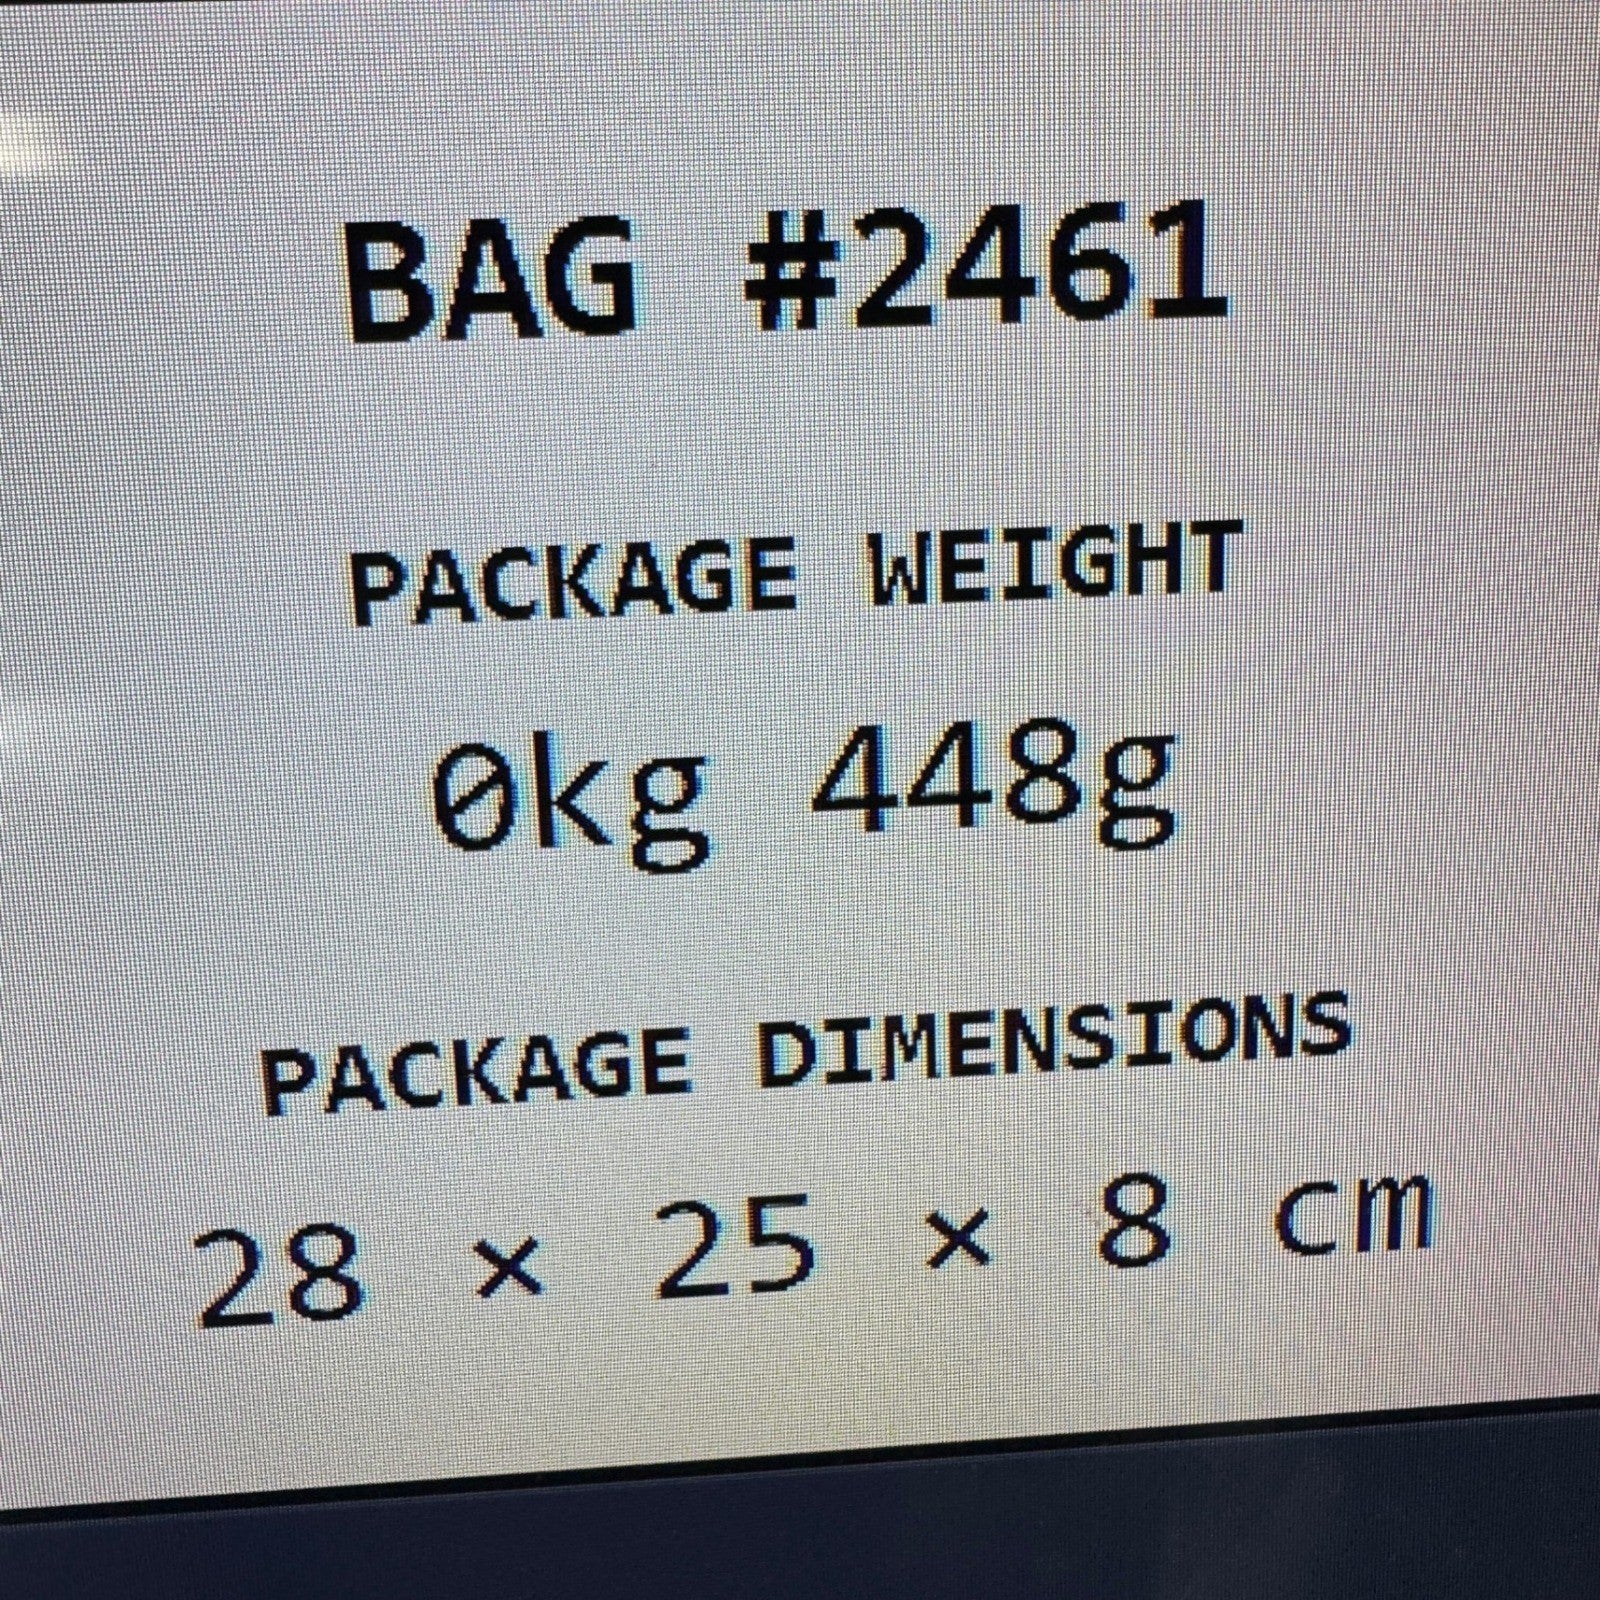 BAG #2461
PACKAGE WEIGHT
0kg 448g
PACKAGE DIMENSIONS
28 × 25 × 8 cm